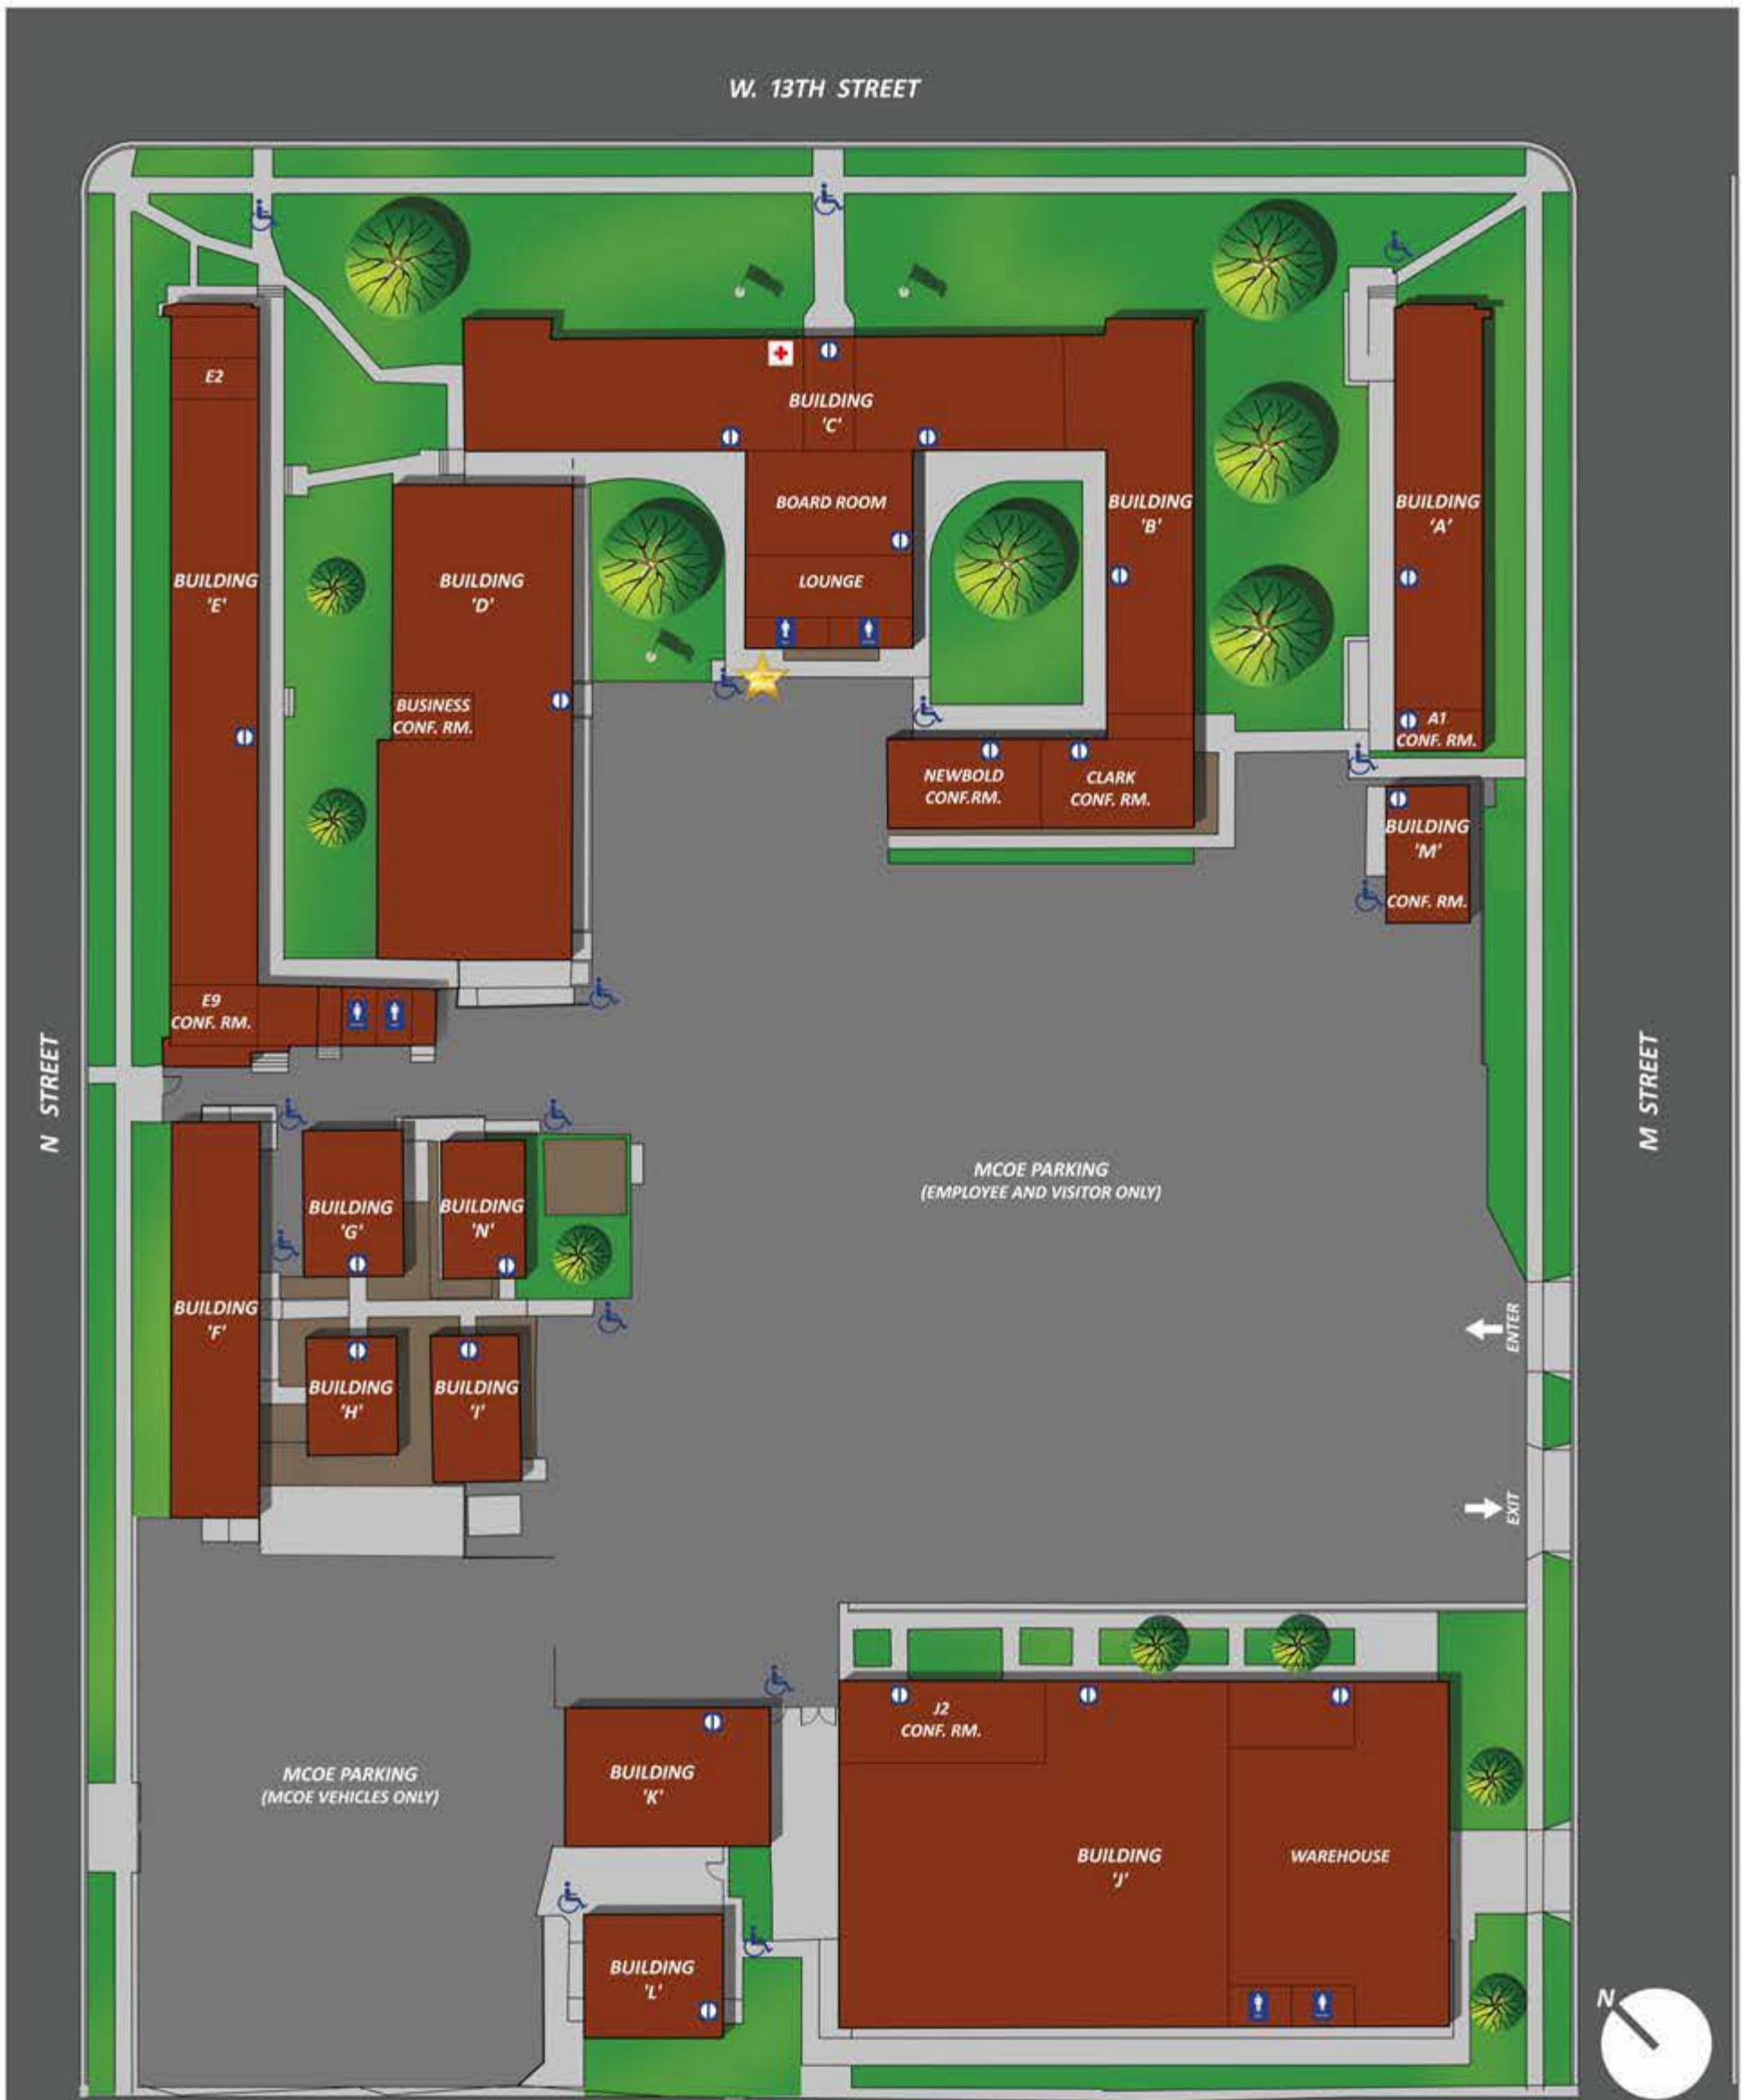 W. 13TH STREET
E2
BUILDING
'C'
BOARD ROOM
BUILDING
'B'
BUILDING
'A'
BUILDING
'E'
BUILDING
'D'
LOUNGE
BUSINESS
CONF. RM.
A1
CONF. RM.
NEWBOLD
CONF.RM.
CLARK
CONF. RM.
BUILDING
'M'
CONF. RM.
E9
CONF. RM.
N STREET
M STREET
MCOE PARKING
(EMPLOYEE AND VISITOR ONLY)
BUILDING
'G'
BUILDING
'N'
BUILDING
'F'
ENTER
BUILDING
'H'
BUILDING
'I'
EXIT
J2
CONF. RM.
MCOE PARKING
(MCOE VEHICLES ONLY)
BUILDING
'K'
BUILDING
'J'
WAREHOUSE
BUILDING
'L'
N